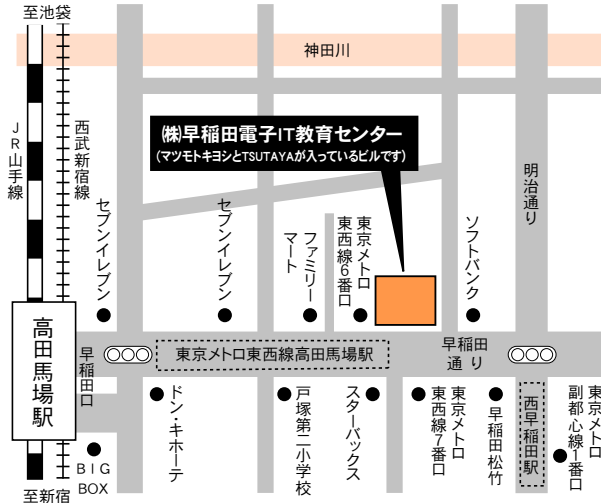 至池袋
神田川
JR山手線
西武新宿線
㈱早稲田電子IT教育センター
(マツモトキヨシとTSUTAYAが入っているビルです)
明治通り
セブンイレブン
セブンイレブン
ファミリー
マート
東京メトロ
東西線6番口
ソフトバンク
高田馬場駅
早稲田口
東京メトロ東西線高田馬場駅
早稲田
通り
ドン・キホーテ
戸塚第二小学校
スターバックス
東京メトロ
東西線7番口
早稲田松竹
西早稲田駅
東京メトロ
副都心線1番口
BIG
BOX
至新宿